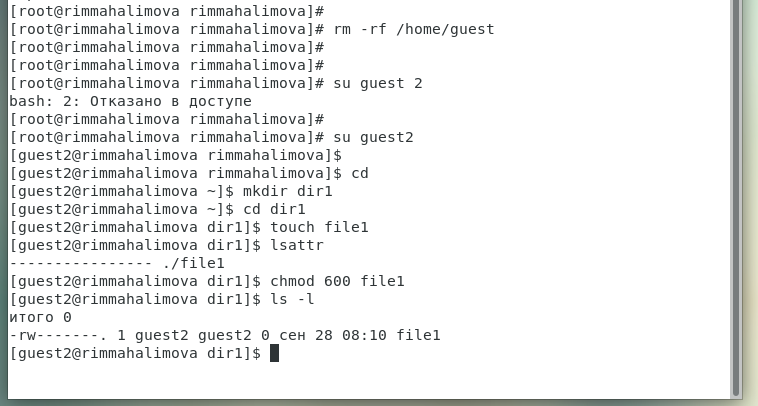 [root@rimmahalimova rimmahalimova]#
[root@rimmahalimova rimmahalimova]# rm -rf /home/guest
[root@rimmahalimova rimmahalimova]#
[root@rimmahalimova rimmahalimova]#
[root@rimmahalimova rimmahalimova]# su guest 2
bash: 2: Отказано в доступе
[root@rimmahalimova rimmahalimova]#
[root@rimmahalimova rimmahalimova]# su guest2
[guest2@rimmahalimova rimmahalimova]$
[guest2@rimmahalimova rimmahalimova]$ cd
[guest2@rimmahalimova ~]$ mkdir dir1
[guest2@rimmahalimova ~]$ cd dir1
[guest2@rimmahalimova dir1]$ touch file1
[guest2@rimmahalimova dir1]$ lsattr
---------------- ./file1
[guest2@rimmahalimova dir1]$ chmod 600 file1
[guest2@rimmahalimova dir1]$ ls -l
итого 0
-rw-------. 1 guest2 guest2 0 сен 28 08:10 file1
[guest2@rimmahalimova dir1]$